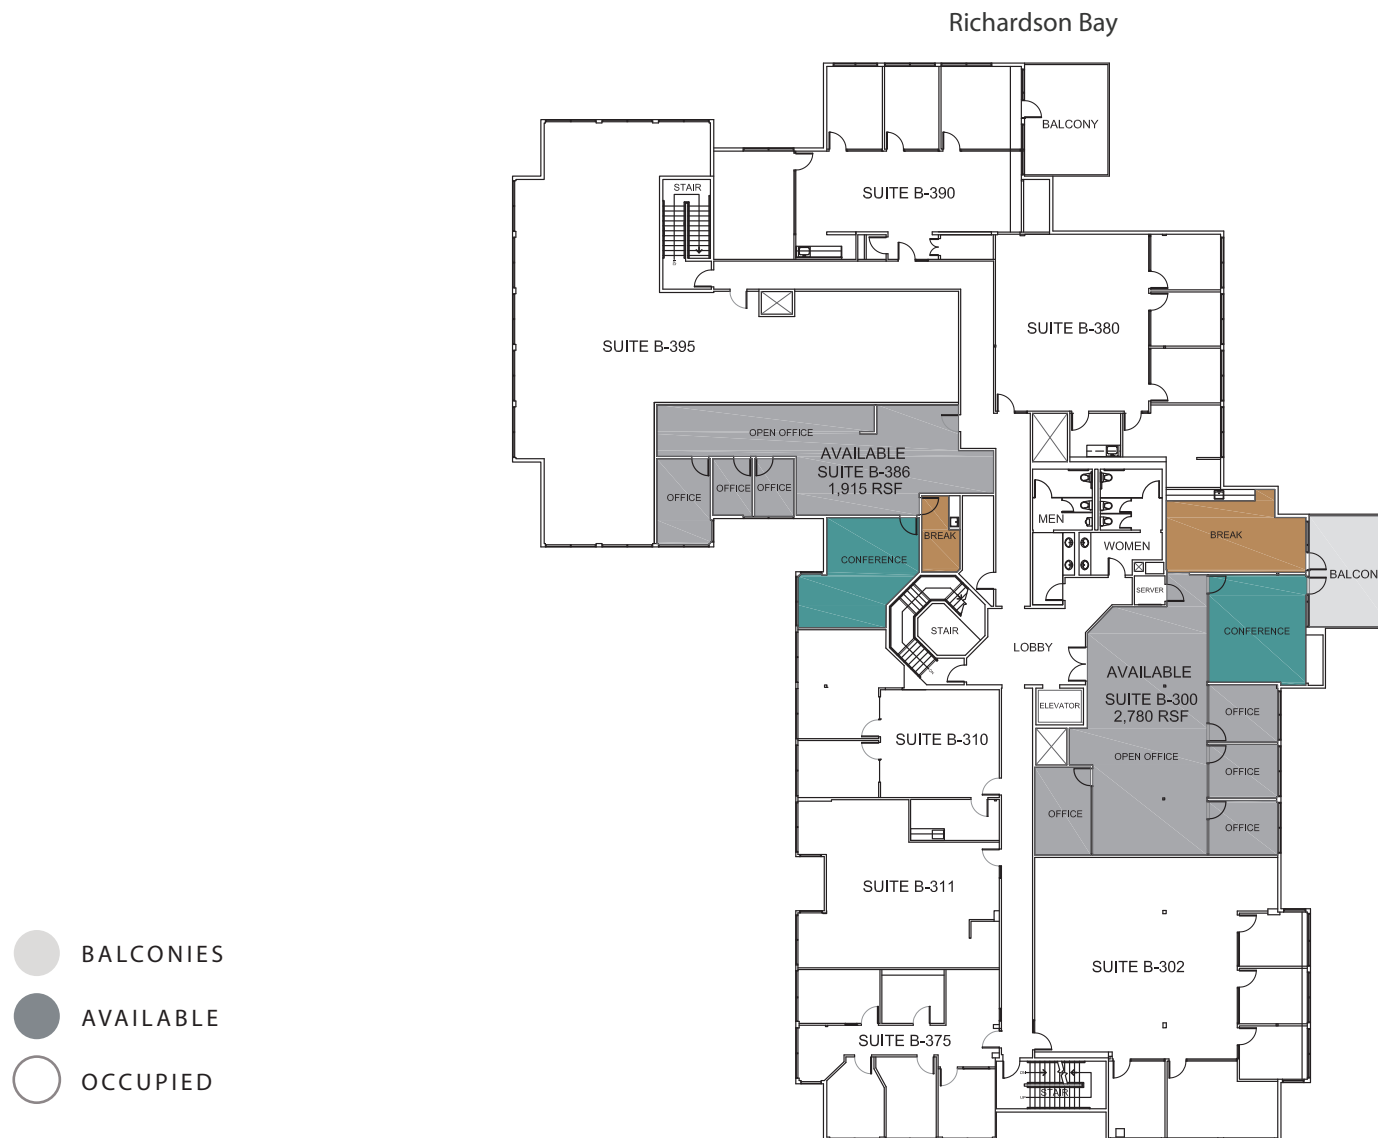 Richardson Bay
BALCONY
STAIR
SUITE B-390
SUITE B-380
SUITE B-395
OPEN OFFICE
AVAILABLE
SUITE B-386
1,915 RSF
OFFICE
OFFICE
OFFICE
MEN
WOMEN
BREAK
BREAK
CONFERENCE
BALCON
SERVER
STAIR
LOBBY
CONFERENCE
AVAILABLE
SUITE B-300
2,780 RSF
ELEVATOR
OFFICE
SUITE B-310
OPEN OFFICE
OFFICE
OFFICE
OFFICE
SUITE B-311
SUITE B-302
SUITE B-375
STAIR
BALCONIES
AVAILABLE
OCCUPIED